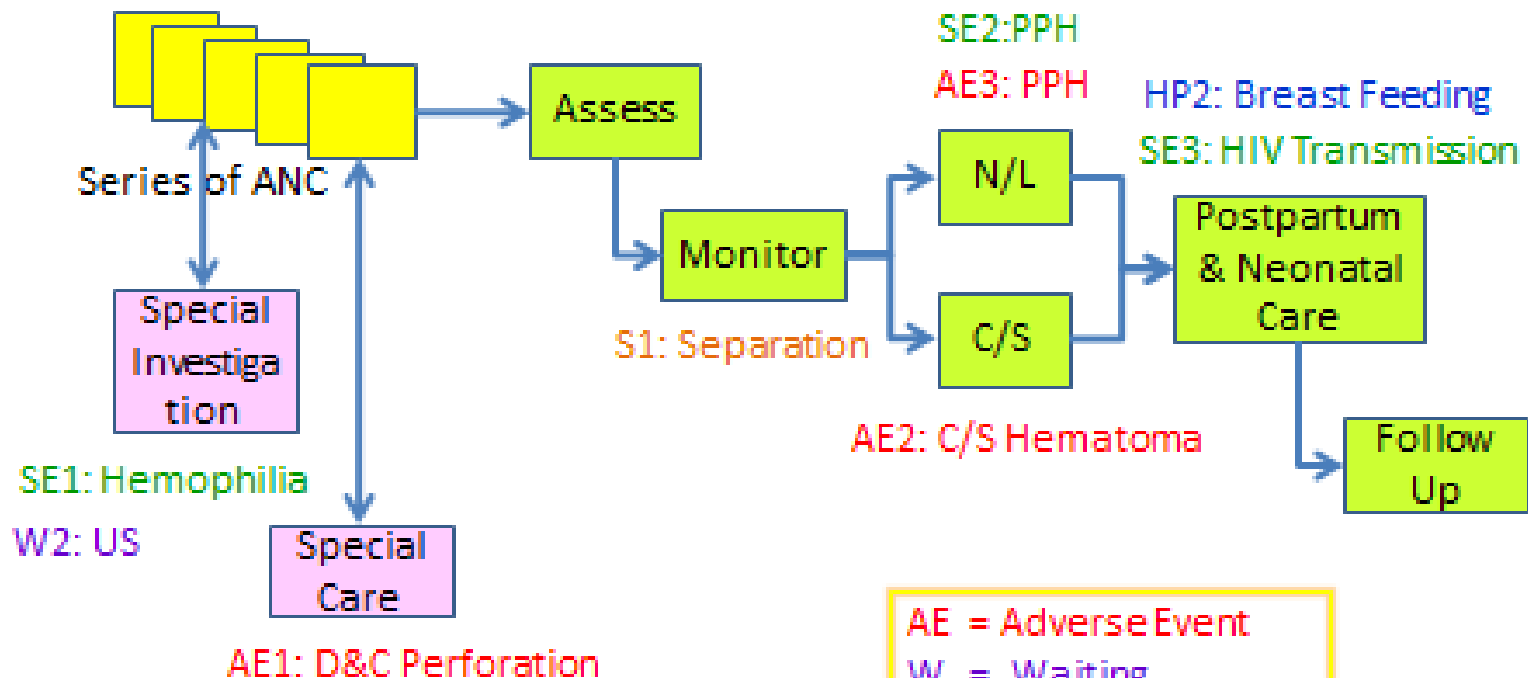 SE2:PPH
AE3: PPH
HP2: Breast Feeding
SE3: HIV Transmission
Assess
Series of ANC
N/L
Monitor
Postpartum
& Neonatal
Care
Special
Investiga
tion
S1: Separation
C/S
AE2: C/S Hematoma
Follow
Up
SE1: Hemophilia
W2: US
Special
Care
AE1: D&C Perforation
AE = Adverse Event
W = Waiting